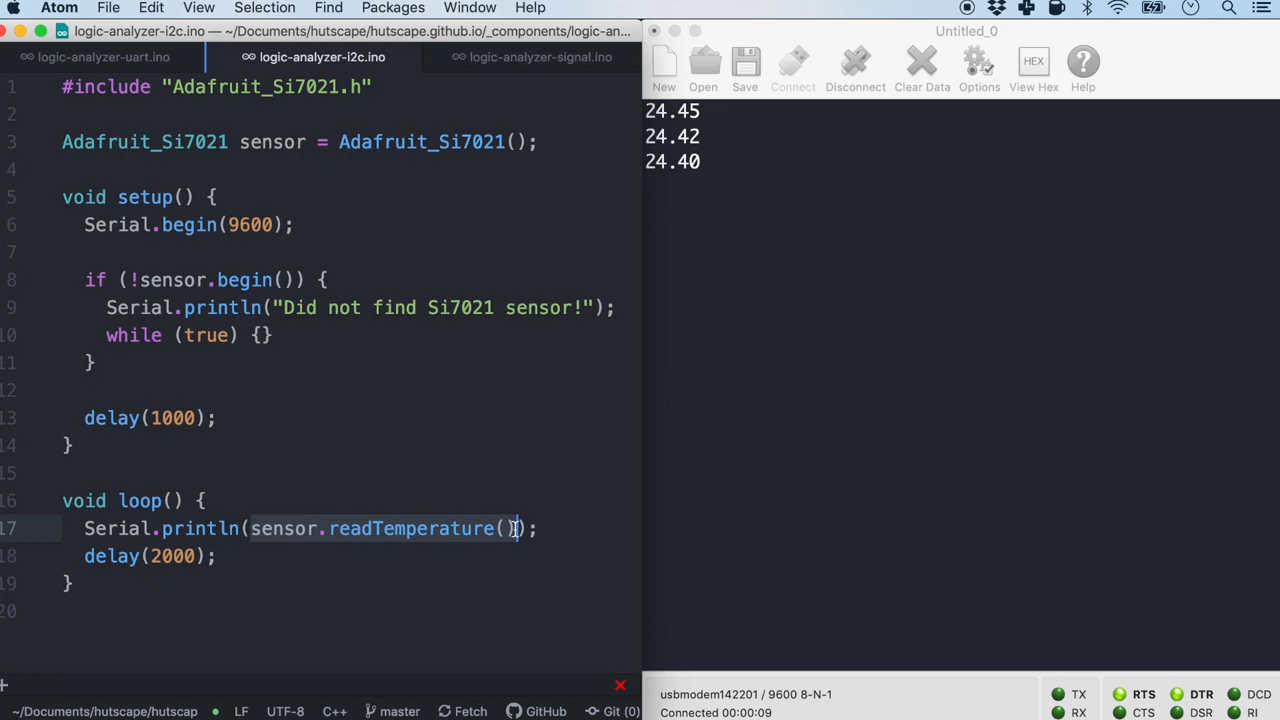 Atom File Edit View Selection Find Packages Window Help
logic-analyzer-i2c.ino — ~/Documents/hutscape/hutscape.github.io/_components/logic-an...
logic-analyzer-uart.ino logic-analyzer-i2c.ino logic-analyzer-signal.ino
1 #include "Adafruit_Si7021.h"
2
3 Adafruit_Si7021 sensor = Adafruit_Si7021();
4
5 void setup() {
6 Serial.begin(9600);
7
8 if (!sensor.begin()) {
9 Serial.println("Did not find Si7021 sensor!");
10 while (true) {}
11 }
12
13 delay(1000);
14 }
15
16 void loop() {
17 Serial.println(sensor.readTemperature());
18 delay(2000);
19 }
20
~/Documents/hutscape/hutscap LF UTF-8 C++ master Fetch GitHub Git (0)
Untitled_0
HEX
New Open Save Connect Disconnect Clear Data Options View Hex Help
24.45
24.42
24.40
usbmodem142201 / 9600 8-N-1
Connected 00:00:09
TX RTS DTR DCD
RX CTS DSR RI